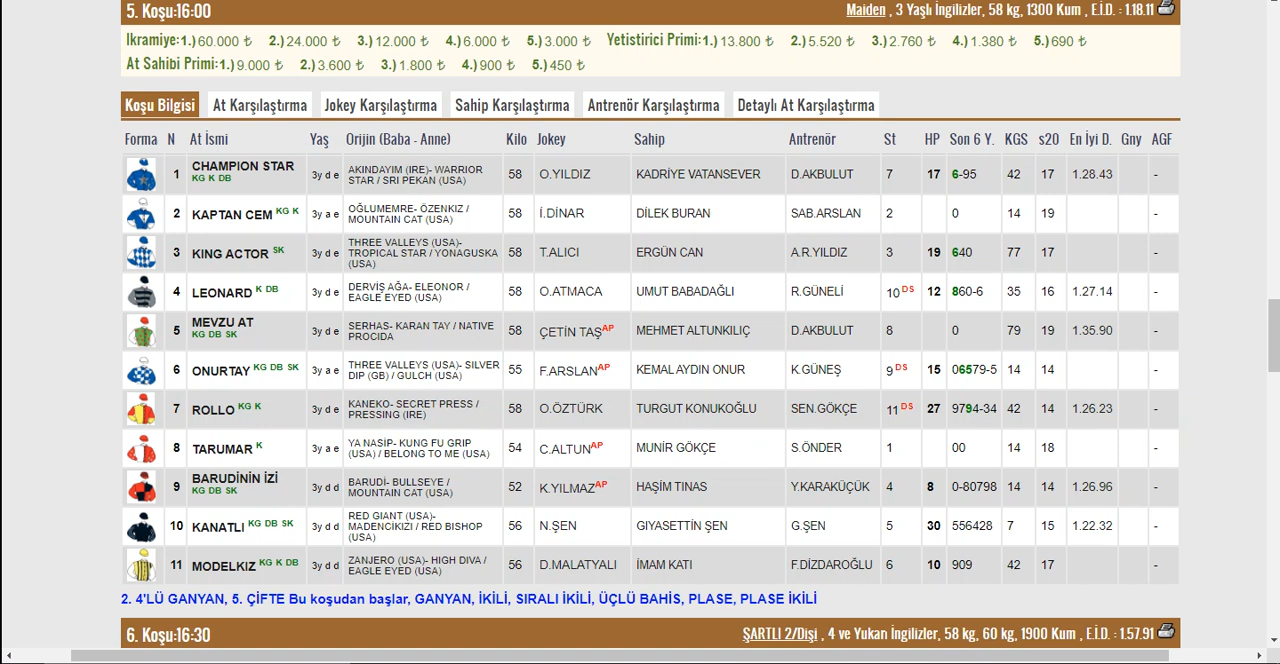 5. Koşu:16:00 Maiden , 3 Yaşlı İngilizler, 58 kg, 1300 Kum , E.İ.D. : 1.18.11
Ikramiye:1.) 60.000 ₺ 2.) 24.000 ₺ 3.) 12.000 ₺ 4.) 6.000 ₺ 5.) 3.000 ₺ Yetistirici Primi:1.) 13.800 ₺ 2.) 5.520 ₺ 3.) 2.760 ₺ 4.) 1.380 ₺ 5.) 690 ₺
At Sahibi Primi:1.) 9.000 ₺ 2.) 3.600 ₺ 3.) 1.800 ₺ 4.) 900 ₺ 5.) 450 ₺
Koşu Bilgisi At Karşılaştırma Jokey Karşılaştırma Sahip Karşılaştırma Antrenör Karşılaştırma Detaylı At Karşılaştırma
Forma N At İsmi Yaş Orijin (Baba - Anne) Kilo Jokey Sahip Antrenör St HP Son 6 Y. KGS s20 En İyi D. Gny AGF
1 CHAMPION STAR KG K DB 3y d e AKINDAYIM (IRE)- WARRIOR STAR / SRI PEKAN (USA) 58 O.YILDIZ KADRİYE VATANSEVER D.AKBULUT 7 17 6-95 42 17 1.28.43 -
2 KAPTAN CEM KG K 3y a e OĞLUMEMRE- ÖZENKIZ / MOUNTAIN CAT (USA) 58 İ.DİNAR DİLEK BURAN SAB.ARSLAN 2 0 14 19 -
3 KING ACTOR SK 3y d e THREE VALLEYS (USA)- TROPICAL STAR / YONAGUSKA (USA) 58 T.ALICI ERGÜN CAN A.R.YILDIZ 3 19 640 77 17 -
4 LEONARD K DB 3y d e DERVİŞ AĞA- ELEONOR / EAGLE EYED (USA) 58 O.ATMACA UMUT BABADAĞLI R.GÜNELİ 10 DS 12 860-6 35 16 1.27.14 -
5 MEVZU AT KG DB SK 3y d e SERHAS- KARAN TAY / NATIVE PROCIDA 58 ÇETİN TAŞ AP MEHMET ALTUNKILIÇ D.AKBULUT 8 0 79 19 1.35.90 -
6 ONURTAY KG DB SK 3y a e THREE VALLEYS (USA)- SILVER DIP (GB) / GULCH (USA) 55 F.ARSLAN AP KEMAL AYDIN ONUR K.GÜNEŞ 9 DS 15 06579-5 14 14 -
7 ROLLO KG K 3y d e KANEKO- SECRET PRESS / PRESSING (IRE) 58 O.ÖZTÜRK TURGUT KONUKOĞLU SEN.GÖKÇE 11 DS 27 9794-34 42 14 1.26.23 -
8 TARUMAR K 3y a e YA NASİP- KUNG FU GRIP (USA) / BELONG TO ME (USA) 54 C.ALTUN AP MUNİR GÖKÇE S.ÖNDER 1 00 14 18 -
9 BARUDİNİN İZİ KG DB SK 3y d d BARUDİ- BULLSEYE / MOUNTAIN CAT (USA) 52 K.YILMAZ AP HAŞİM TINAS Y.KARAKÜÇÜK 4 8 0-80798 14 14 1.26.96 -
10 KANATLI KG DB SK 3y d d RED GIANT (USA)- MADENCİKIZI / RED BISHOP (USA) 56 N.ŞEN GIYASETTİN ŞEN G.ŞEN 5 30 556428 7 15 1.22.32 -
11 MODELKIZ KG K DB 3y d d ZANJERO (USA)- HIGH DIVA / EAGLE EYED (USA) 56 D.MALATYALI İMAM KATI F.DİZDAROĞLU 6 10 909 42 17 -
2. 4'LÜ GANYAN, 5. ÇİFTE Bu koşudan başlar, GANYAN, İKİLİ, SIRALI İKİLİ, ÜÇLÜ BAHİS, PLASE, PLASE İKİLİ
6. Koşu:16:30 ŞARTLI 2/Dişi , 4 ve Yukarı İngilizler, 58 kg, 60 kg, 1900 Kum , E.İ.D. : 1.57.91